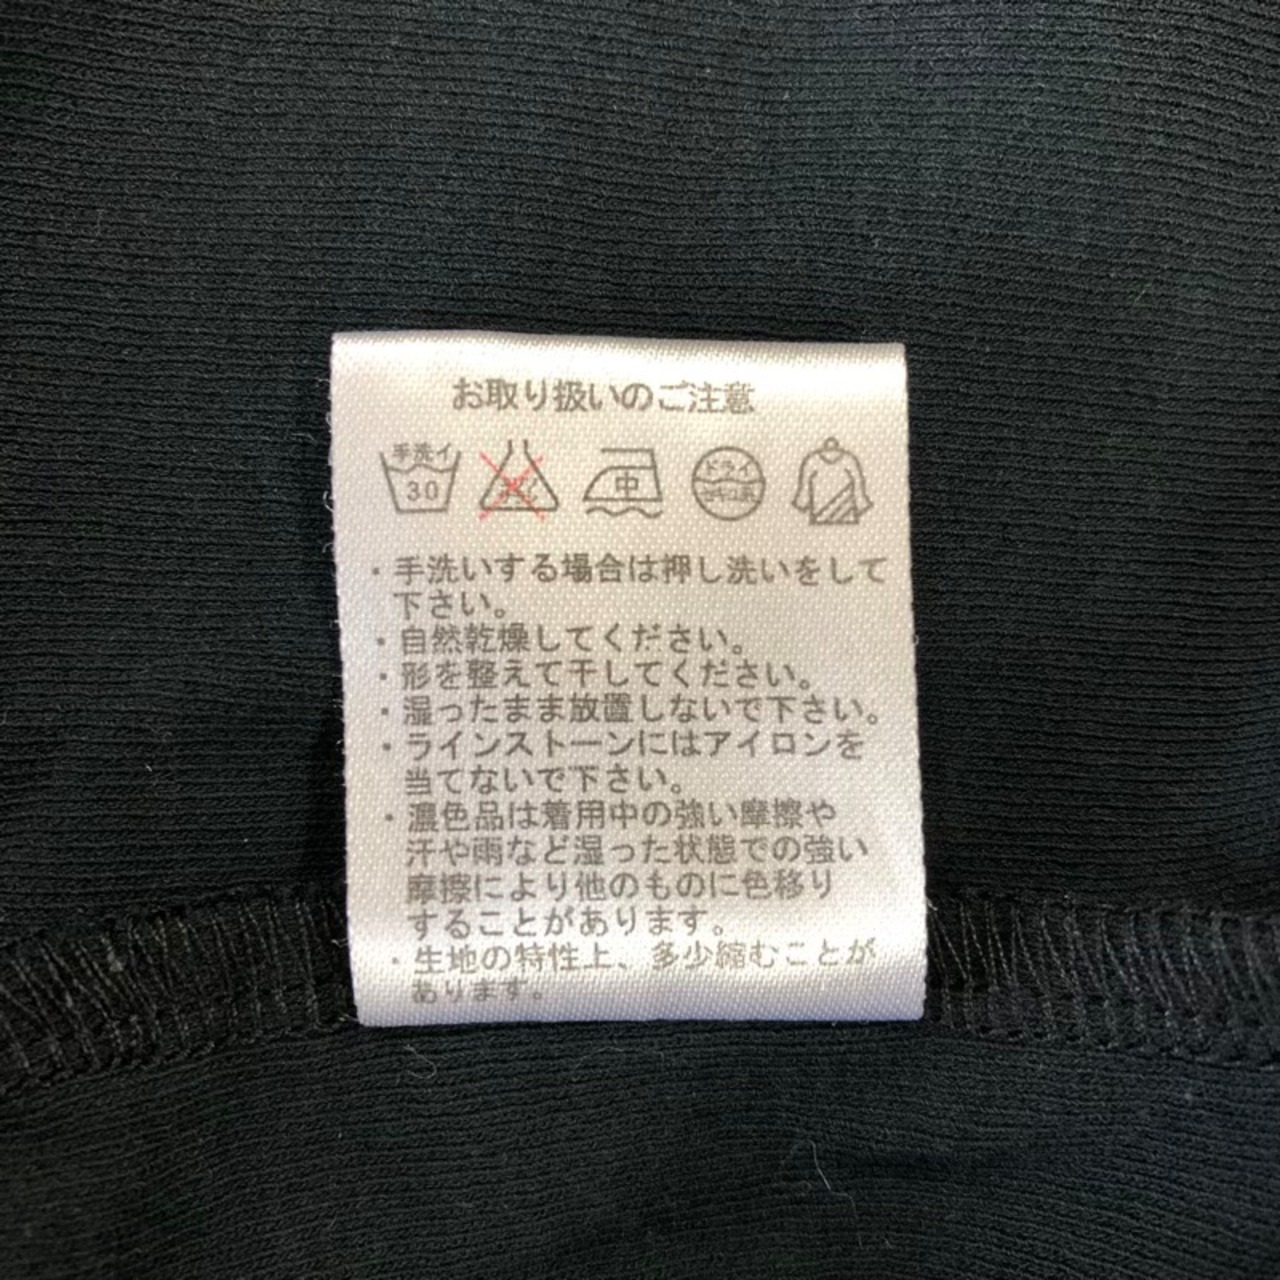 お取り扱いのご注意
手洗イ 30 中 ドライ セキユ系
・手洗いする場合は押し洗いをして
下さい。
・自然乾燥してください。
・形を整えて干してください。
・湿ったまま放置しないで下さい。
・ラインストーンにはアイロンを
当てないで下さい。
・濃色品は着用中の強い摩擦や
汗や雨など湿った状態での強い
摩擦により他のものに色移り
することがあります。
・生地の特性上、多少縮むことが
あります。